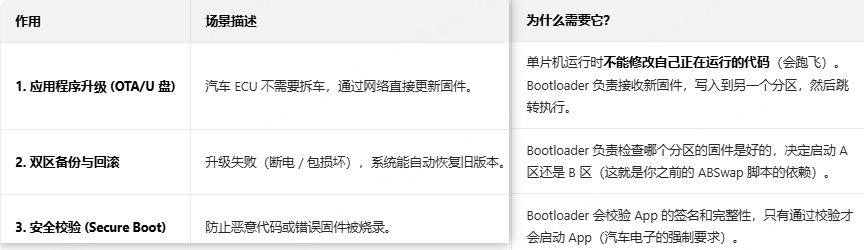 作用 场景描述 为什么需要它？
1. 应用程序升级 (OTA/U 盘) 汽车 ECU 不需要拆车，通过网络直接更新固件。 单片机运行时不能修改自己正在运行的代码（会跑飞）。
Bootloader 负责接收新固件，写入到另一个分区，然后跳
转执行。
2. 双区备份与回滚 升级失败（断电 / 包损坏），系统能自动恢复旧版本。 Bootloader 负责检查哪个分区的固件是好的，决定启动 A
区还是 B 区（这就是你之前的 ABSwap 脚本的依赖）。
3. 安全校验 (Secure Boot) 防止恶意代码或错误固件被烧录。 Bootloader 会校验 App 的签名和完整性，只有通过校验才
会启动 App（汽车电子的强制要求）。